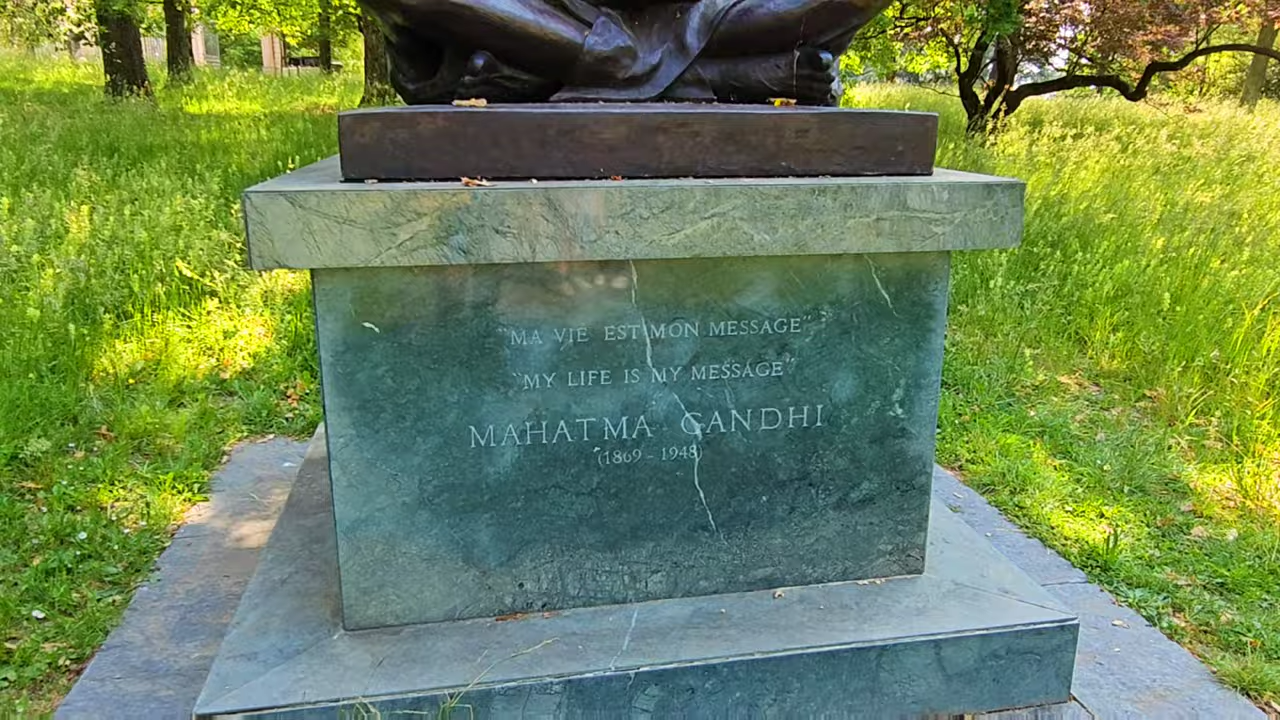 "MA VIE EST MON MESSAGE"
"MY LIFE IS MY MESSAGE"
MAHATMA GANDHI
(1869 - 1948)